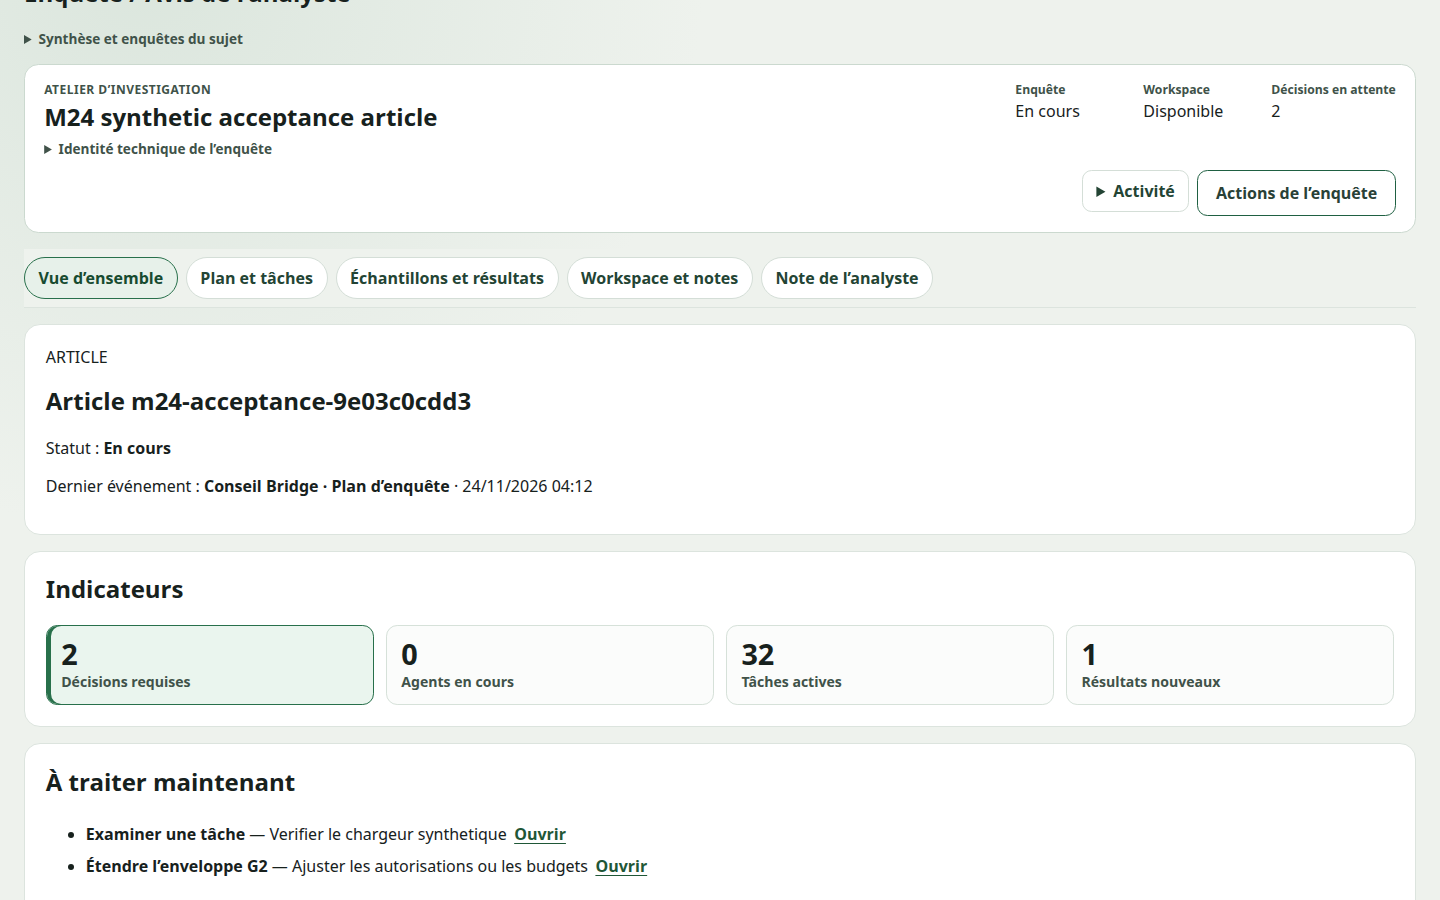 Enquête / Avis de l’analyste
▶ Synthèse et enquêtes du sujet
ATELIER D’INVESTIGATION
M24 synthetic acceptance article
▶ Identité technique de l’enquête
Enquête
En cours
Workspace
Disponible
Décisions en attente
2
▶ Activité
Actions de l’enquête
Vue d’ensemble
Plan et tâches
Échantillons et résultats
Workspace et notes
Note de l’analyste
ARTICLE
Article m24-acceptance-9e03c0cdd3
Statut : En cours
Dernier événement : Conseil Bridge · Plan d’enquête · 24/11/2026 04:12
Indicateurs
2
Décisions requises
0
Agents en cours
32
Tâches actives
1
Résultats nouveaux
À traiter maintenant
• Examiner une tâche — Verifier le chargeur synthetique Ouvrir
• Étendre l’enveloppe G2 — Ajuster les autorisations ou les budgets Ouvrir